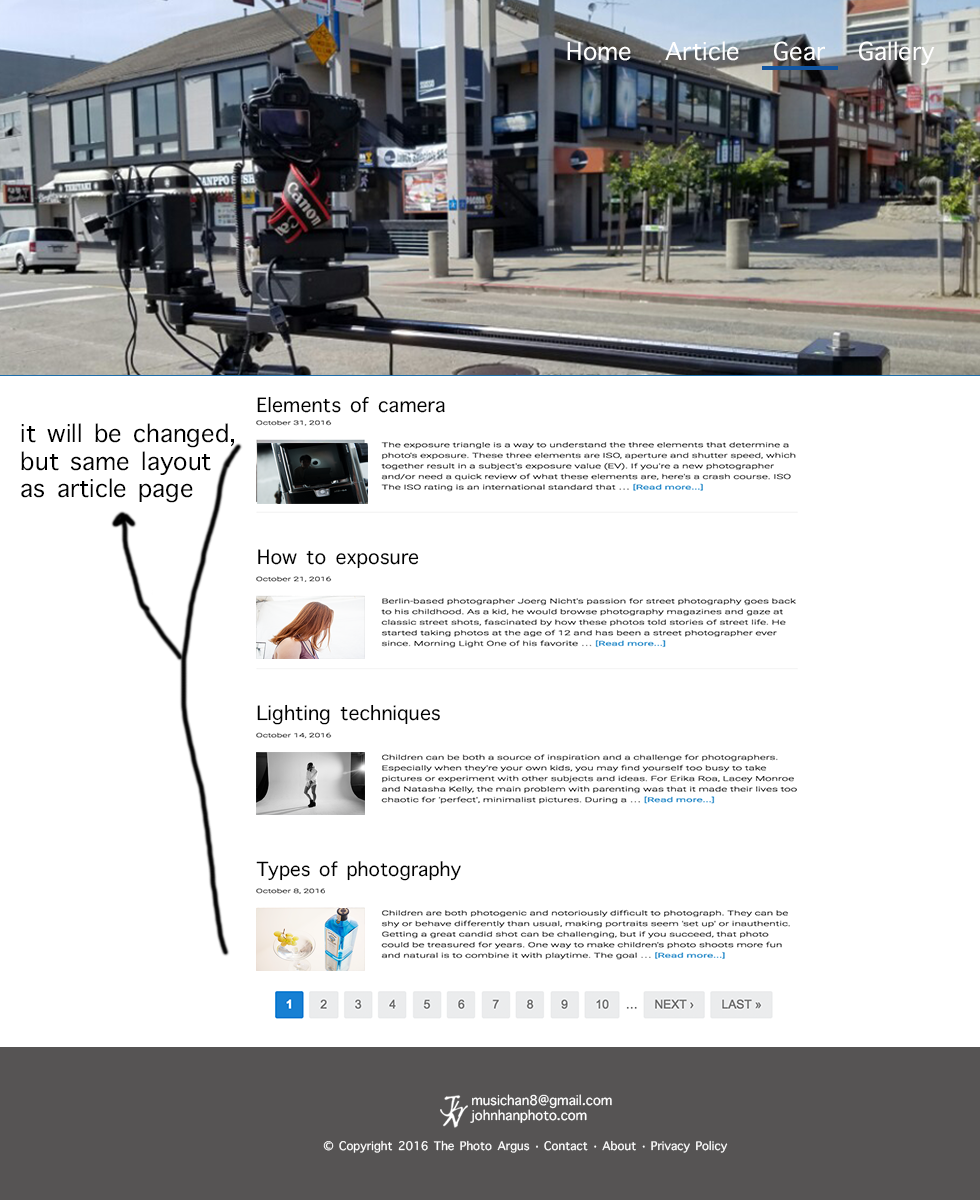 Home Article Gear Gallery
TERIYAKI
Canon
it will be changed,
but same layout
as article page
Elements of camera
October 31, 2016
The exposure triangle is a way to understand the three elements that determine a
photo's exposure. These three elements are ISO, aperture and shutter speed, which
together result in a subject's exposure value (EV). If you're a new photographer
and/or need a quick review of what these elements are, here's a crash course. ISO
The ISO rating is an international standard that … [Read more...]
How to exposure
October 21, 2016
Berlin-based photographer Joerg Nicht's passion for street photography goes back
to his childhood. As a kid, he would browse photography magazines and gaze at
classic street shots, fascinated by how these photos told stories of street life. He
started taking photos at the age of 12 and has been a street photographer ever
since. Morning Light One of his favorite … [Read more...]
Lighting techniques
October 14, 2016
Children can be both a source of inspiration and a challenge for photographers.
Especially when they're your own kids, you may find yourself too busy to take
pictures or experiment with other subjects and ideas. For Erika Roa, Lacey Monroe
and Natasha Kelly, the main problem with parenting was that it made their lives too
chaotic for 'perfect', minimalist pictures. During a … [Read more...]
Types of photography
October 8, 2016
Children are both photogenic and notoriously difficult to photograph. They can be
shy or behave differently than usual, making portraits seem 'set up' or inauthentic.
Getting a great candid shot can be challenging, but if you succeed, that photo
could be treasured for years. One way to make children's photo shoots more fun
and natural is to combine it with playtime. The goal … [Read more...]
1 2 3 4 5 6 7 8 9 10 ... NEXT › LAST »
musichan8@gmail.com
johnhanphoto.com
© Copyright 2016 The Photo Argus · Contact · About · Privacy Policy